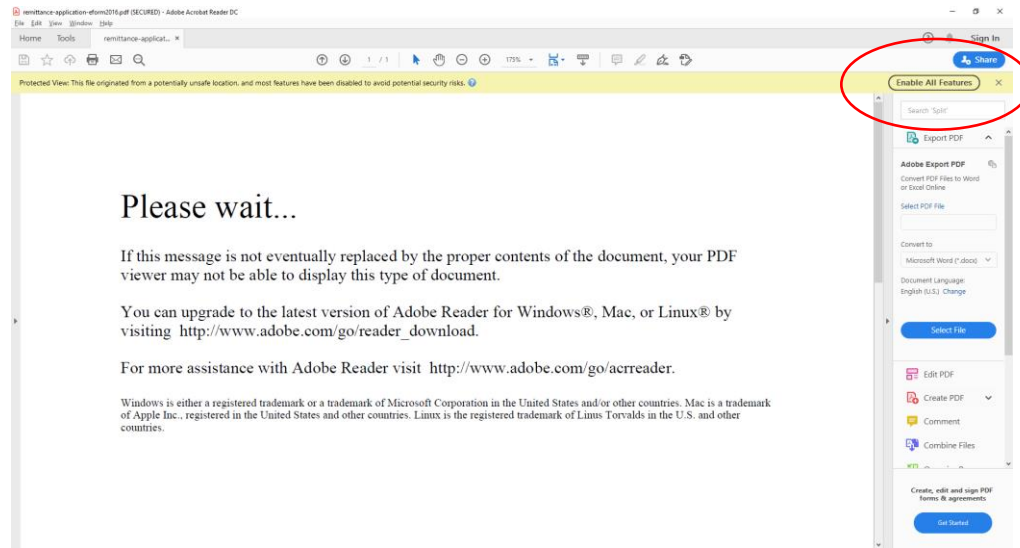 remittance-application-eform2016.pdf (SECURED) - Adobe Acrobat Reader DC
File Edit View Window Help
Home Tools remittance-applicat... × Sign In
1 / 1 175% Share
Protected View: This file originated from a potentially unsafe location, and most features have been disabled to avoid potential security risks. Enable All Features ×
Search 'Split'
Export PDF
Adobe Export PDF
Convert PDF Files to Word
or Excel Online
Select PDF File
Convert to
Microsoft Word (*.docx)
Document Language:
English (U.S.) Change
Select File
Edit PDF
Create PDF
Comment
Combine Files
Create, edit and sign PDF
forms & agreements
Get Started
Please wait...
If this message is not eventually replaced by the proper contents of the document, your PDF
viewer may not be able to display this type of document.
You can upgrade to the latest version of Adobe Reader for Windows®, Mac, or Linux® by
visiting http://www.adobe.com/go/reader_download.
For more assistance with Adobe Reader visit http://www.adobe.com/go/acrreader.
Windows is either a registered trademark or a trademark of Microsoft Corporation in the United States and/or other countries. Mac is a trademark
of Apple Inc., registered in the United States and other countries. Linux is the registered trademark of Linus Torvalds in the U.S. and other
countries.